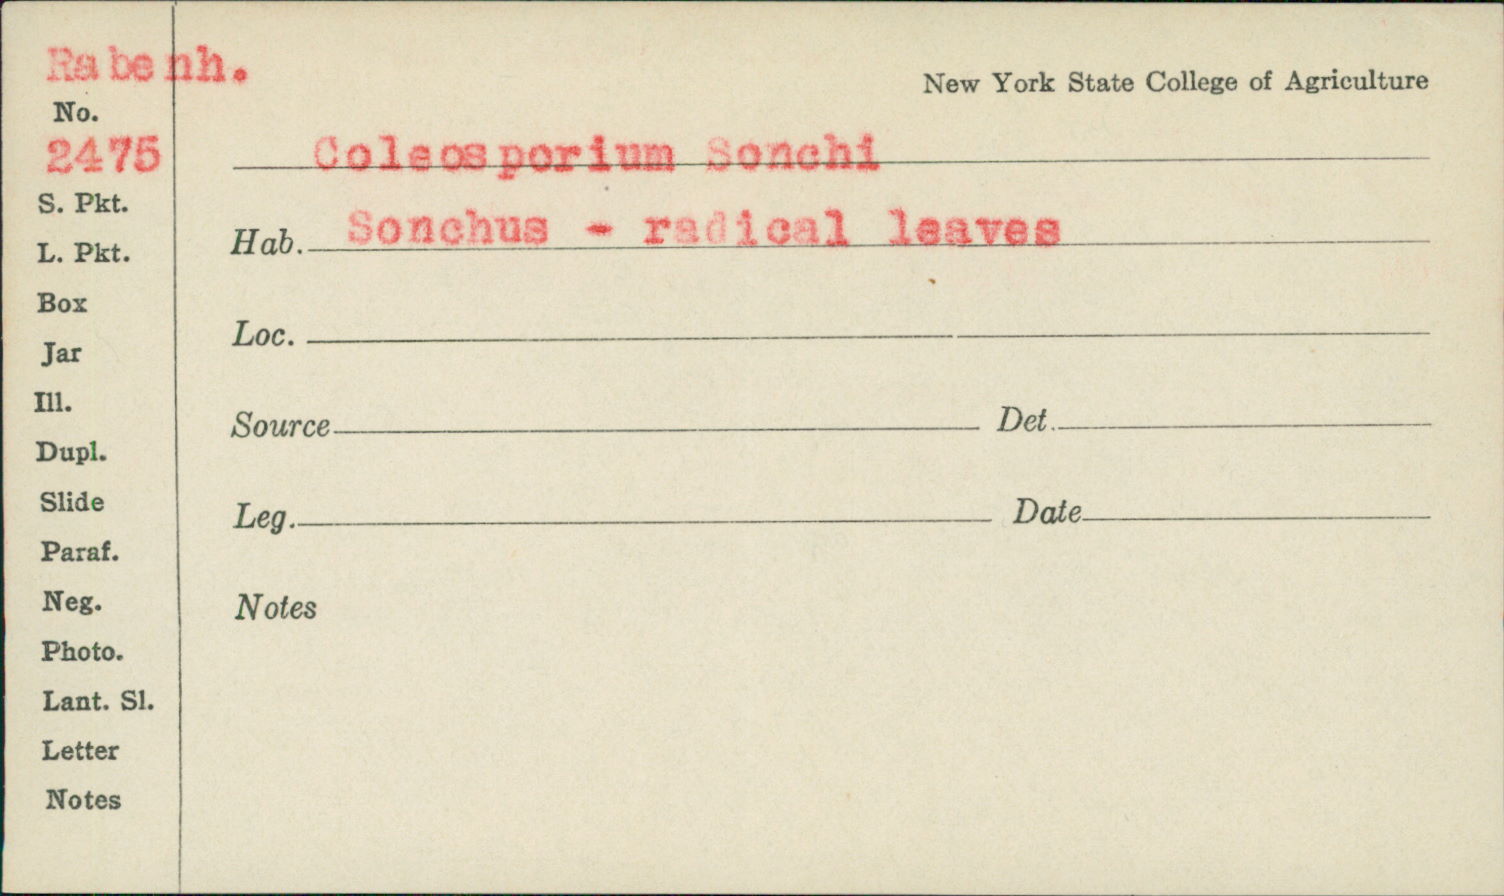 Rabenh.
New York State College of Agriculture
No.
2475
Coleosporium Sonchi
S. Pkt.
Hab. Sonchus - radical leaves
L. Pkt.
Box
Loc.
Jar
Ill.
Source Det.
Dupl.
Slide
Leg. Date
Paraf.
Neg.
Notes
Photo.
Lant. Sl.
Letter
Notes